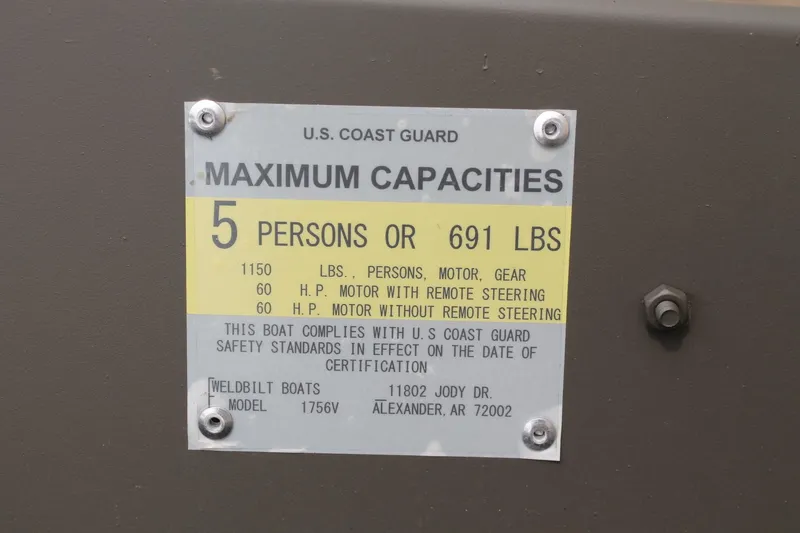 U.S. COAST GUARD
MAXIMUM CAPACITIES
5 PERSONS OR 691 LBS
1150 LBS., PERSONS, MOTOR, GEAR
60 H.P. MOTOR WITH REMOTE STEERING
60 H.P. MOTOR WITHOUT REMOTE STEERING
THIS BOAT COMPLIES WITH U.S COAST GUARD
SAFETY STANDARDS IN EFFECT ON THE DATE OF
CERTIFICATION
WELDBILT BOATS 11802 JODY DR.
MODEL 1756V ALEXANDER, AR 72002